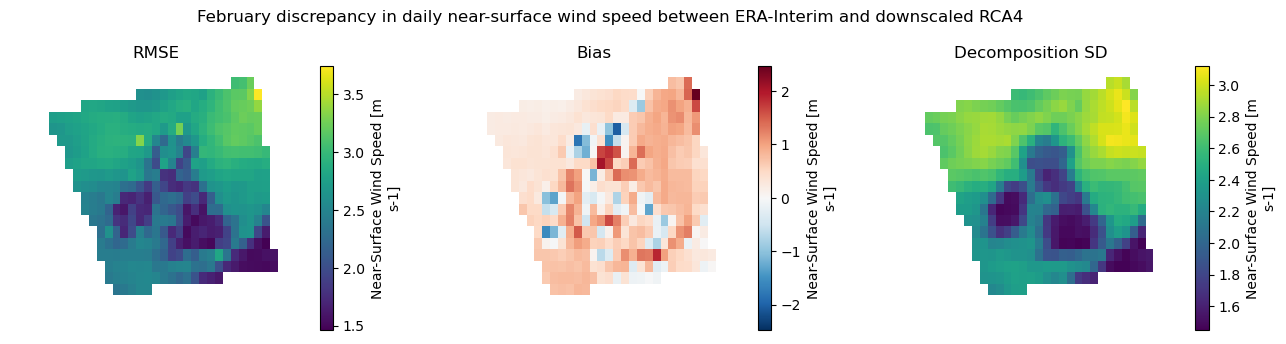 February discrepancy in daily near-surface wind speed between ERA-Interim and downscaled RCA4
RMSE
3.5
3.0
2.5
2.0
1.5
Near-Surface Wind Speed [m
s-1]
Bias
2
1
0
−1
−2
Near-Surface Wind Speed [m
s-1]
Decomposition SD
3.0
2.8
2.6
2.4
2.2
2.0
1.8
1.6
Near-Surface Wind Speed [m
s-1]